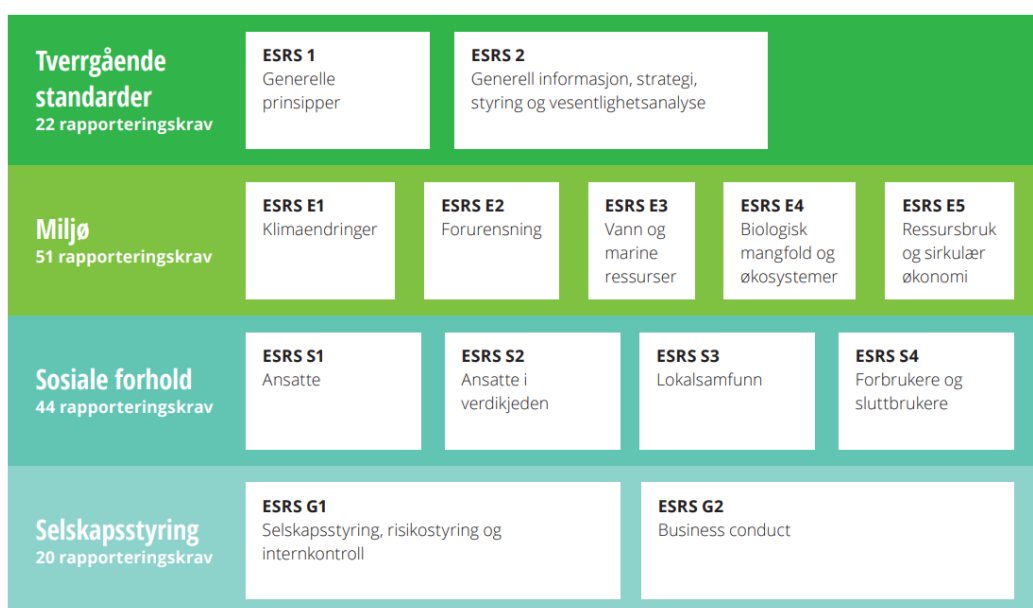 Tverrgående
standarder
22 rapporteringskrav
ESRS 1
Generelle
prinsipper
ESRS 2
Generell informasjon, strategi,
styring og vesentlighetsanalyse
Miljø
51 rapporteringskrav
ESRS E1
Klimaendringer
ESRS E2
Forurensning
ESRS E3
Vann og
marine
ressurser
ESRS E4
Biologisk
mangfold og
økosystemer
ESRS E5
Ressursbruk
og sirkulær
økonomi
Sosiale forhold
44 rapporteringskrav
ESRS S1
Ansatte
ESRS S2
Ansatte i
verdikjeden
ESRS S3
Lokalsamfunn
ESRS S4
Forbrukere og
sluttbrukere
Selskapsstyring
20 rapporteringskrav
ESRS G1
Selskapsstyring, risikostyring og
internkontroll
ESRS G2
Business conduct